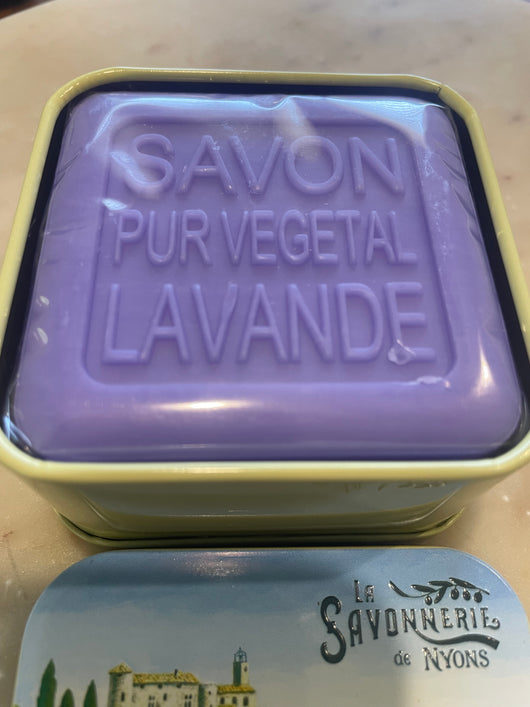 SAVON
PUR VEGETAL
LAVANDE
La
SAVONNERIE
de NYONS